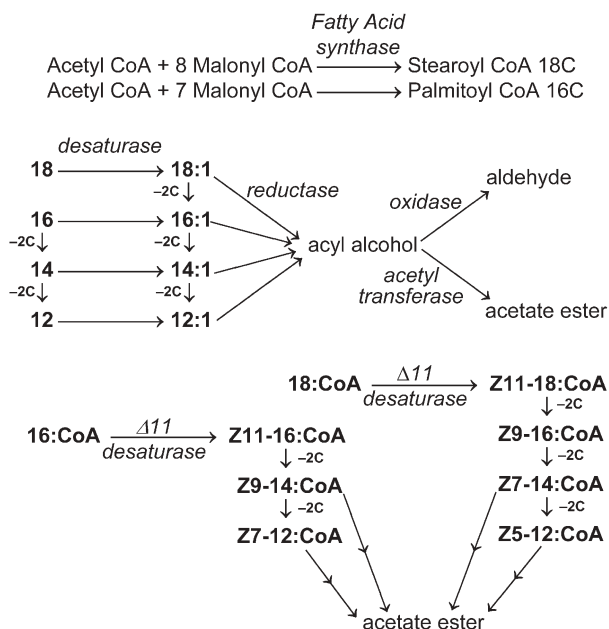 Fatty Acid
synthase
Acetyl CoA + 8 Malonyl CoA Stearoyl CoA 18C
Acetyl CoA + 7 Malonyl CoA Palmitoyl CoA 16C
desaturase
18 18:1
–2C
reductase
aldehyde
oxidase
16 16:1
–2C –2C
acyl alcohol
14 14:1
–2C –2C
acetyl
transferase
acetate ester
12 12:1
18:CoA Δ11 Z11-18:CoA
desaturase
–2C
16:CoA Δ11 Z11-16:CoA Z9-16:CoA
desaturase
–2C –2C
Z9-14:CoA Z7-14:CoA
–2C –2C
Z7-12:CoA Z5-12:CoA
acetate ester